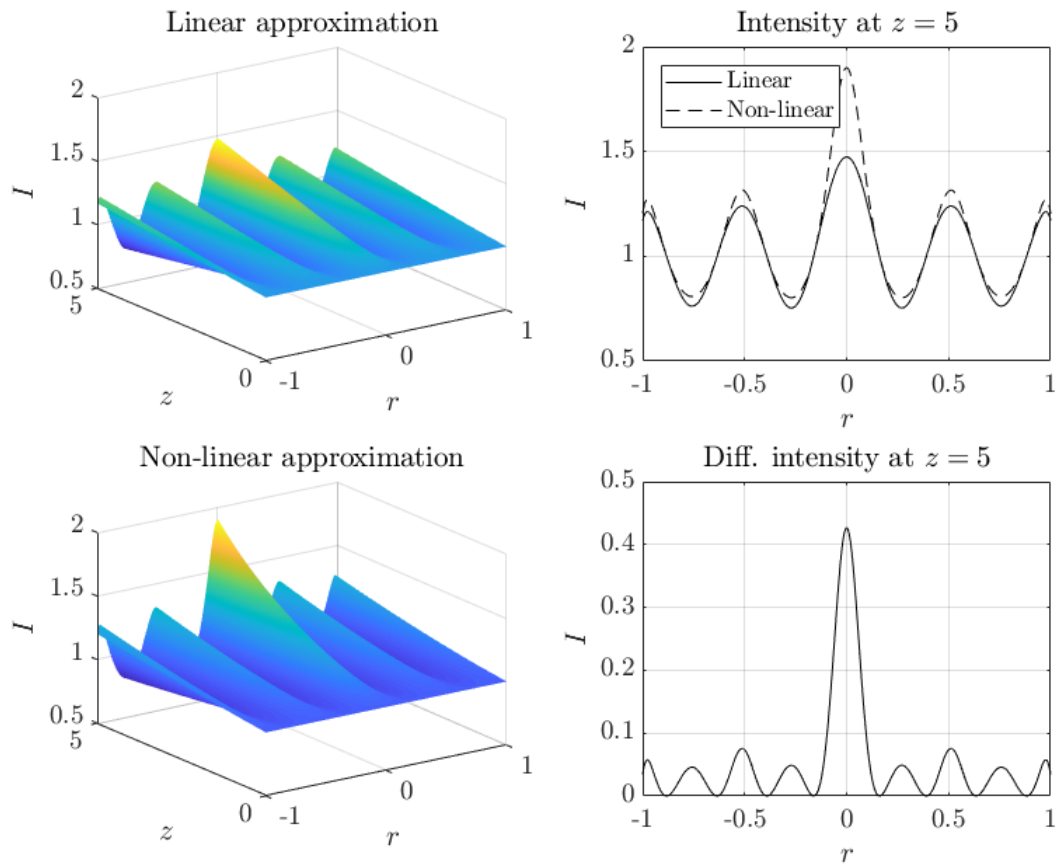 Linear approximation
2
1.5
1
0.5
I
5
0
z
-1
0
1
r
Intensity at z = 5
Linear
Non-linear
2
1.5
1
0.5
I
-1
-0.5
0
0.5
1
r
Non-linear approximation
2
1.5
1
0.5
I
5
0
z
-1
0
1
r
Diff. intensity at z = 5
0.5
0.4
0.3
0.2
0.1
0
I
-1
-0.5
0
0.5
1
r